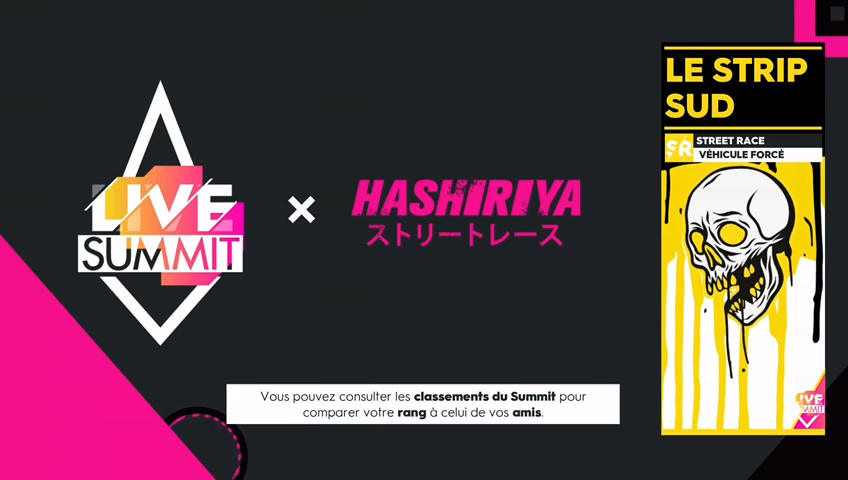 LIVE
SUMMIT
×
HASHIRIYA
ストリートレース
LE STRIP
SUD
SR
STREET RACE
VÉHICULE FORCÉ
LIVE
SUMMIT
Vous pouvez consulter les classements du Summit pour
comparer votre rang à celui de vos amis.